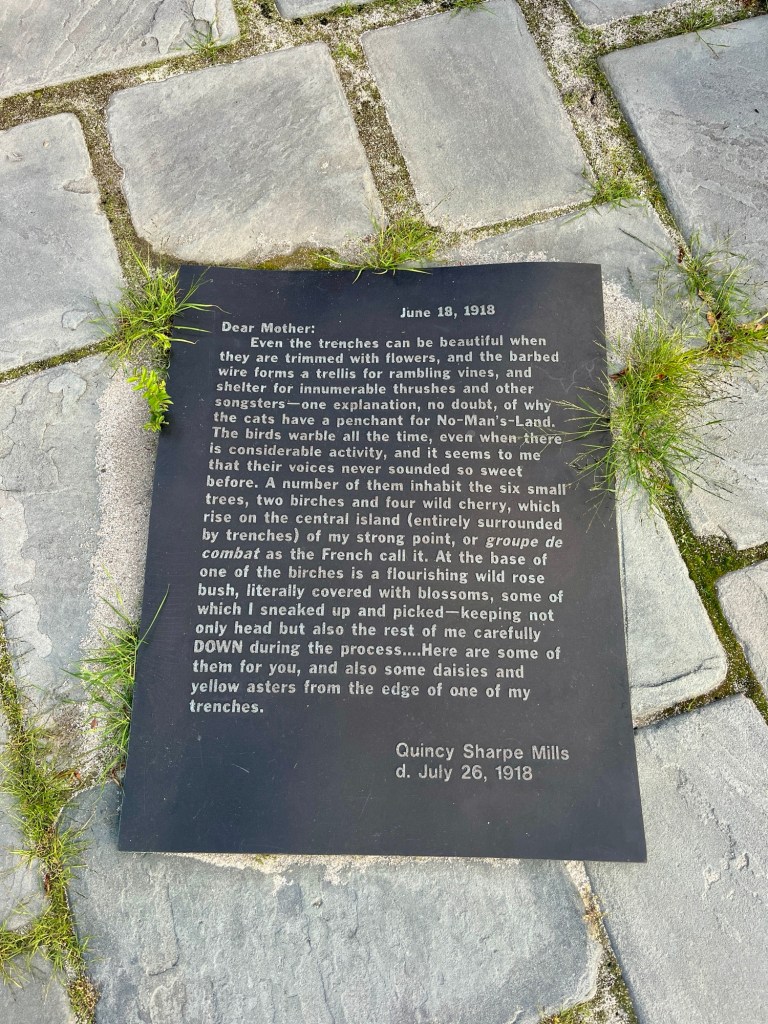 June 18, 1918
Dear Mother:
Even the trenches can be beautiful when
they are trimmed with flowers, and the barbed
wire forms a trellis for rambling vines, and
shelter for innumerable thrushes and other
songsters—one explanation, no doubt, of why
the cats have a penchant for No-Man's-Land.
The birds warble all the time, even when there
is considerable activity, and it seems to me
that their voices never sounded so sweet
before. A number of them inhabit the six small
trees, two birches and four wild cherry, which
rise on the central island (entirely surrounded
by trenches) of my strong point, or groupe de
combat as the French call it. At the base of
one of the birches is a flourishing wild rose
bush, literally covered with blossoms, some of
which I sneaked up and picked—keeping not
only head but also the rest of me carefully
DOWN during the process....Here are some of
them for you, and also some daisies and
yellow asters from the edge of one of my
trenches.
Quincy Sharpe Mills
d. July 26, 1918